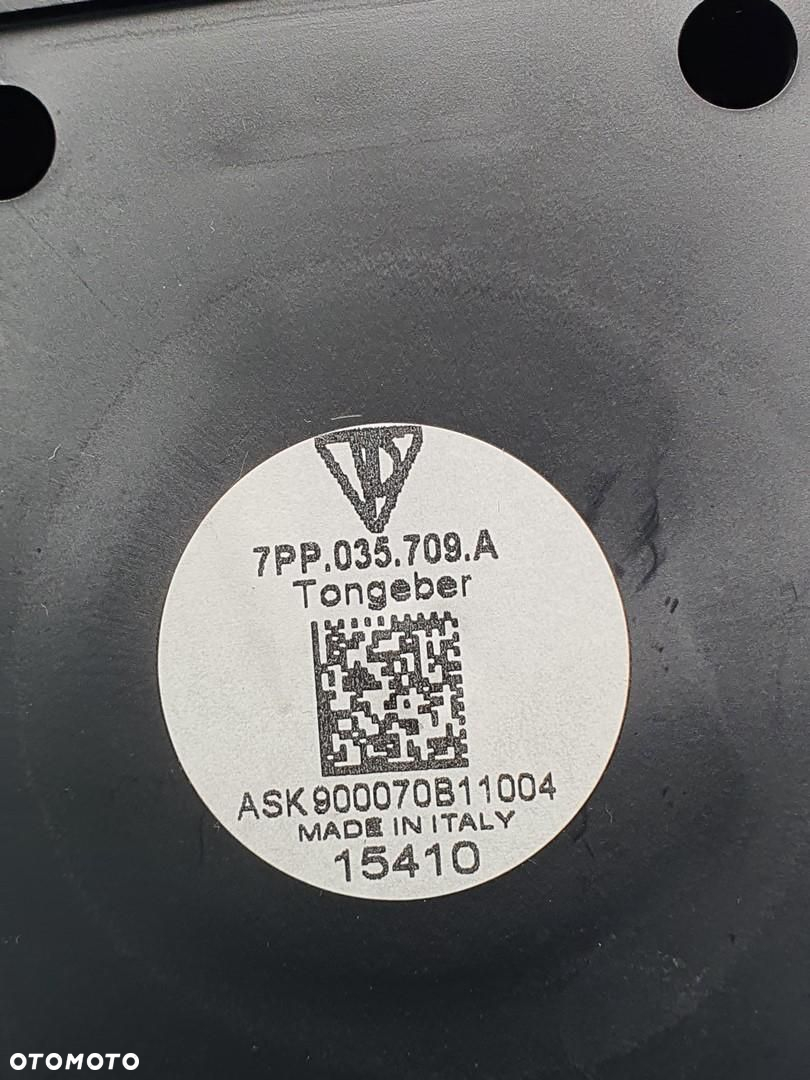 7PP.035.709.A
Tongeber
ASK900070B11004
MADE IN ITALY
15410
OTOMOTO